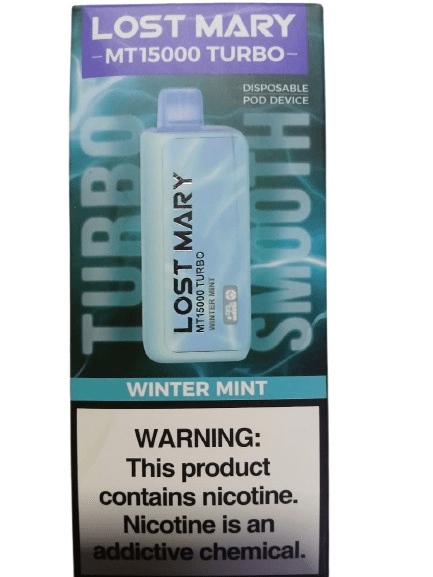 LOST MARY
MT15000 TURBO
DISPOSABLE
POD DEVICE
TURBO
SMOOTH
LOST MARY
MT15000 TURBO
WINTER MINT
WINTER MINT
WARNING:
This product
contains nicotine.
Nicotine is an
addictive chemical.